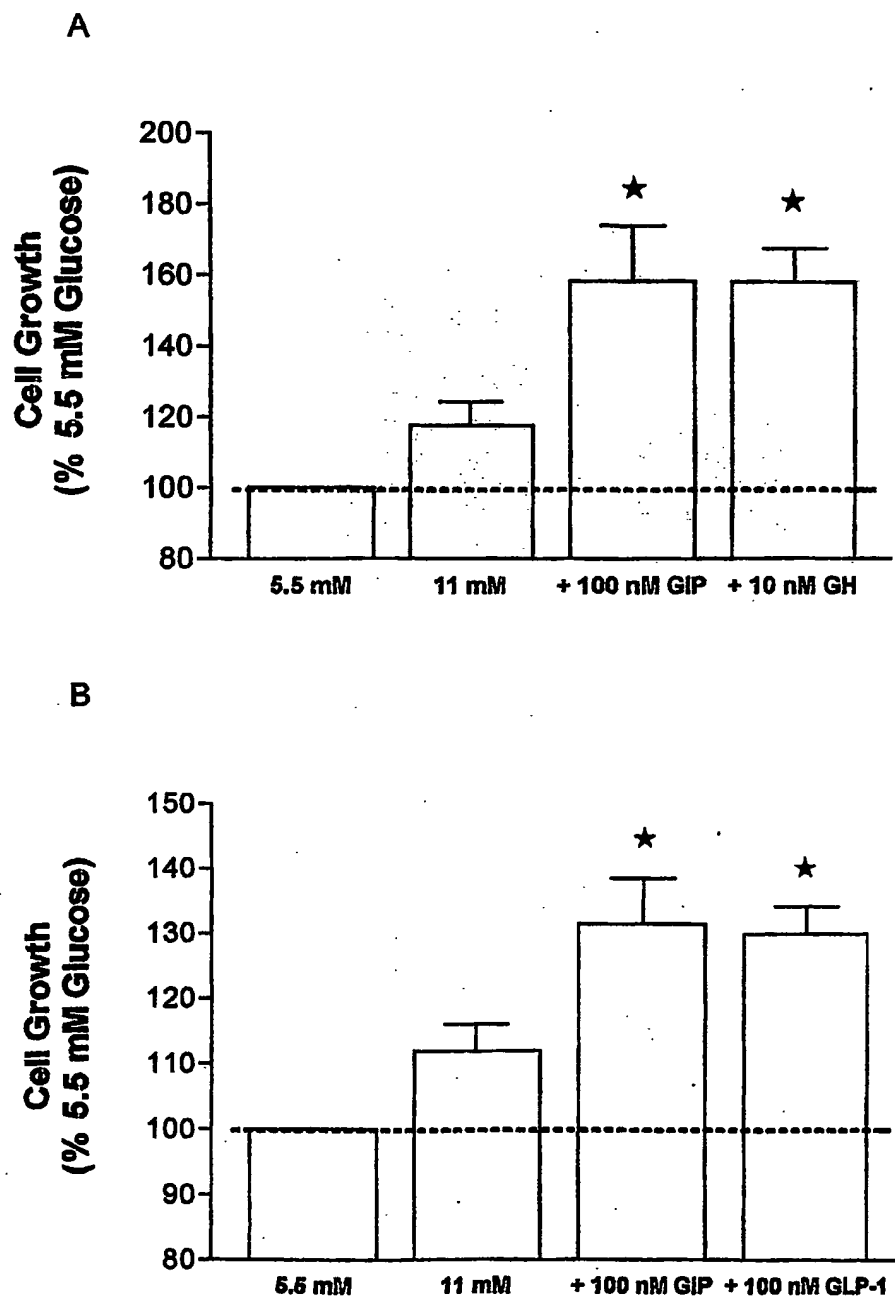 A
Cell Growth
(% 5.5 mM Glucose)
200
180
160
140
120
100
80
5.5 mM
11 mM
+ 100 nM GIP
+ 10 nM GH
B
Cell Growth
(% 5.5 mM Glucose)
150
140
130
120
110
100
90
80
5.5 mM
11 mM
+ 100 nM GIP
+ 100 nM GLP-1